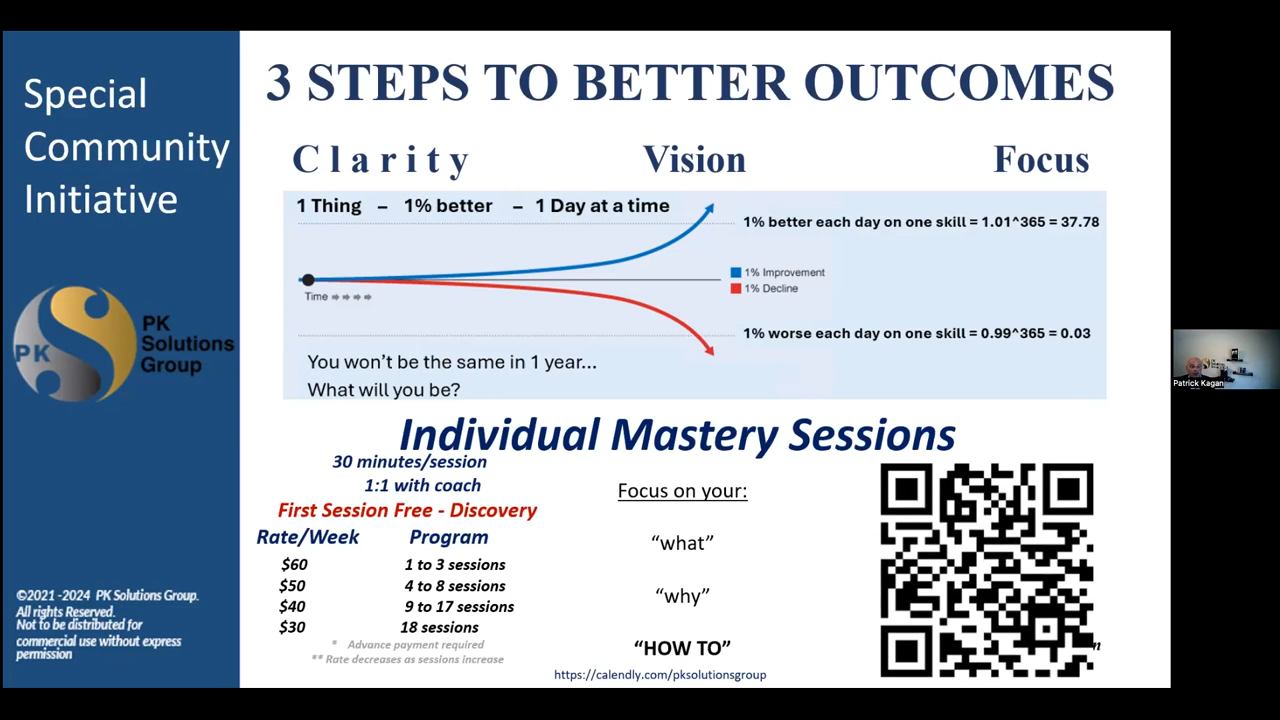 Special
Community
Initiative
PK
PK
Solutions
Group
©2021 -2024 PK Solutions Group.
All rights Reserved.
Not to be distributed for
commercial use without express
permission
3 STEPS TO BETTER OUTCOMES
Clarity Vision Focus
1 Thing – 1% better – 1 Day at a time
1% better each day on one skill = 1.01^365 = 37.78
1% Improvement
1% Decline
Time
1% worse each day on one skill = 0.99^365 = 0.03
You won't be the same in 1 year...
What will you be?
Individual Mastery Sessions
30 minutes/session
1:1 with coach
First Session Free - Discovery
Rate/Week Program
$60 1 to 3 sessions
$50 4 to 8 sessions
$40 9 to 17 sessions
$30 18 sessions
* Advance payment required
** Rate decreases as sessions increase
Focus on your:
“what”
“why”
“HOW TO”
https://calendly.com/pksolutionsgroup
Patrick Kagan